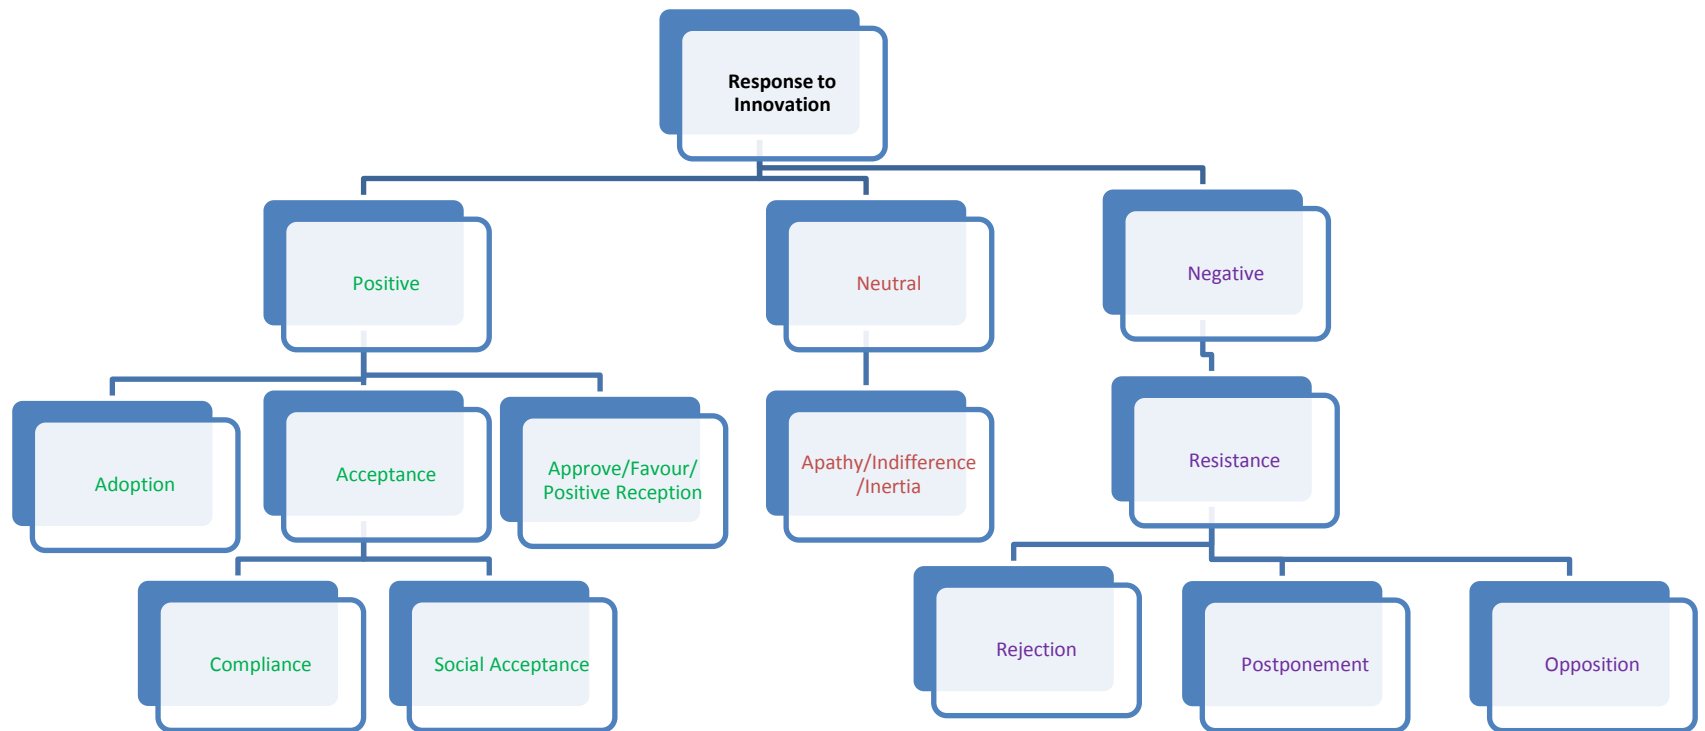 Response to
Innovation
Positive
Neutral
Negative
Adoption
Acceptance
Approve/Favour/
Positive Reception
Apathy/Indifference
/Inertia
Resistance
Compliance
Social Acceptance
Rejection
Postponement
Opposition